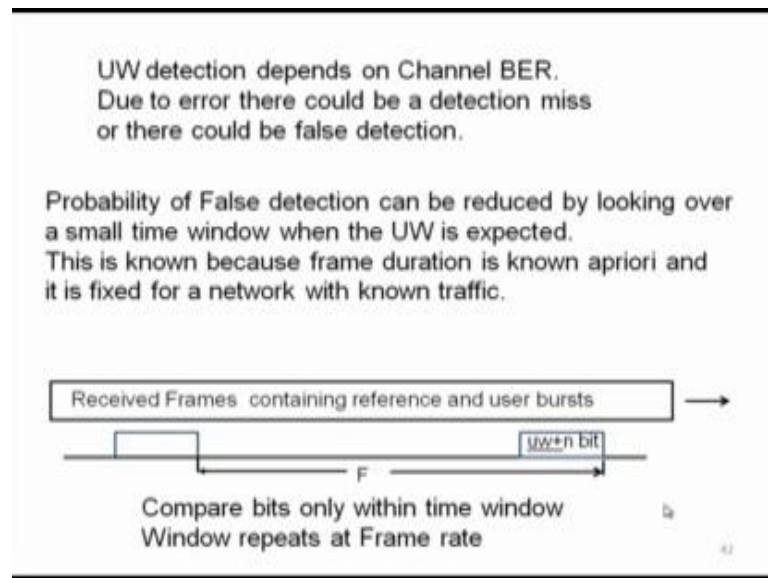 UW detection depends on Channel BER.
Due to error there could be a detection miss
or there could be false detection.
Probability of False detection can be reduced by looking over
a small time window when the UW is expected.
This is known because frame duration is known apriori and
it is fixed for a network with known traffic.
Received Frames containing reference and user bursts
uw+n bit
F
Compare bits only within time window
Window repeats at Frame rate